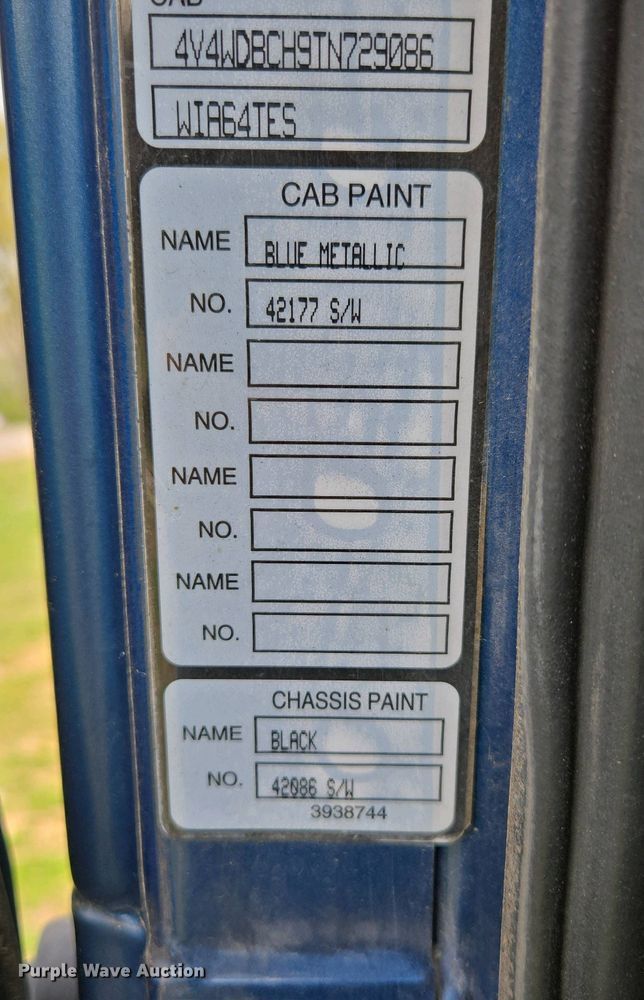 CAB
4V4WDBCH9TN729086
WIA64TES
CAB PAINT
NAME BLUE METALLIC
NO. 42177 S/W
NAME
NO.
NAME
NO.
NAME
NO.
CHASSIS PAINT
NAME BLACK
NO. 42086 S/W
3938744
Purple Wave Auction